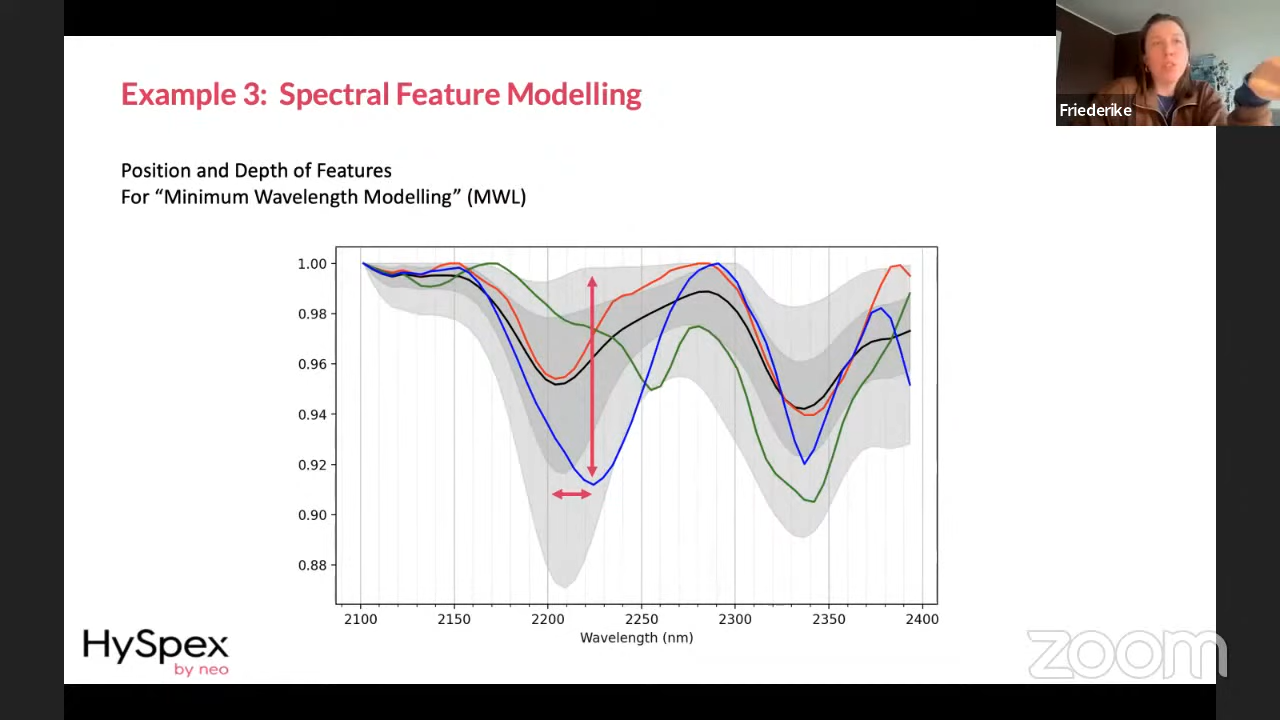 Example 3: Spectral Feature Modelling
Friederike
Position and Depth of Features
For “Minimum Wavelength Modelling” (MWL)
1.00
0.98
0.96
0.94
0.92
0.90
0.88
2100 2150 2200 2250 2300 2350 2400
Wavelength (nm)
HySpex
by neo
zoom